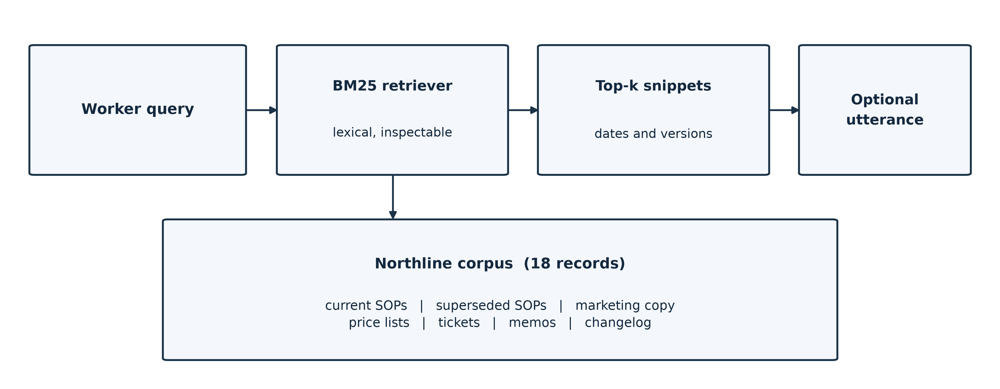 Worker query
BM25 retriever
lexical, inspectable
Top-k snippets
dates and versions
Optional
utterance
Northline corpus (18 records)
current SOPs | superseded SOPs | marketing copy
price lists | tickets | memos | changelog